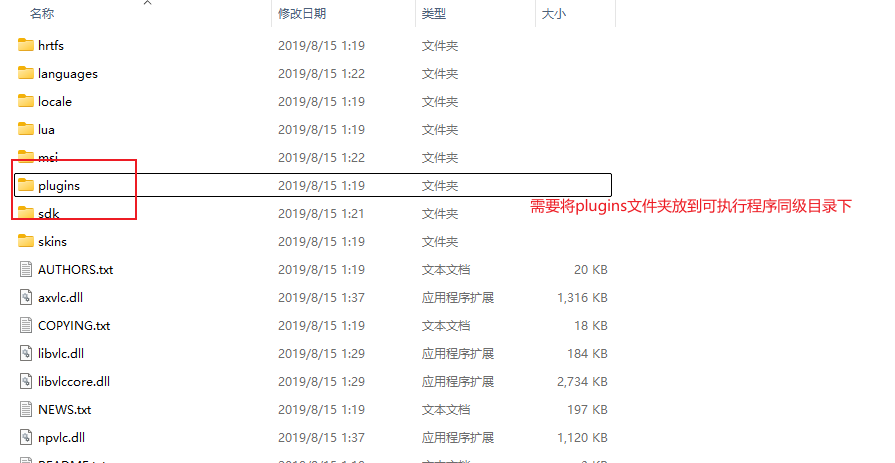 名称 修改日期 类型 大小
hrtfs 2019/8/15 1:19 文件夹
languages 2019/8/15 1:22 文件夹
locale 2019/8/15 1:19 文件夹
lua 2019/8/15 1:19 文件夹
msi 2019/8/15 1:22 文件夹
plugins 2019/8/15 1:19 文件夹
需要将plugins文件夹放到可执行程序同级目录下
sdk 2019/8/15 1:21 文件夹
skins 2019/8/15 1:19 文件夹
AUTHORS.txt 2019/8/15 1:19 文本文档 20 KB
axvlc.dll 2019/8/15 1:37 应用程序扩展 1,316 KB
COPYING.txt 2019/8/15 1:19 文本文档 18 KB
libvlc.dll 2019/8/15 1:29 应用程序扩展 184 KB
libvlccore.dll 2019/8/15 1:29 应用程序扩展 2,734 KB
NEWS.txt 2019/8/15 1:19 文本文档 197 KB
npvlc.dll 2019/8/15 1:37 应用程序扩展 1,120 KB